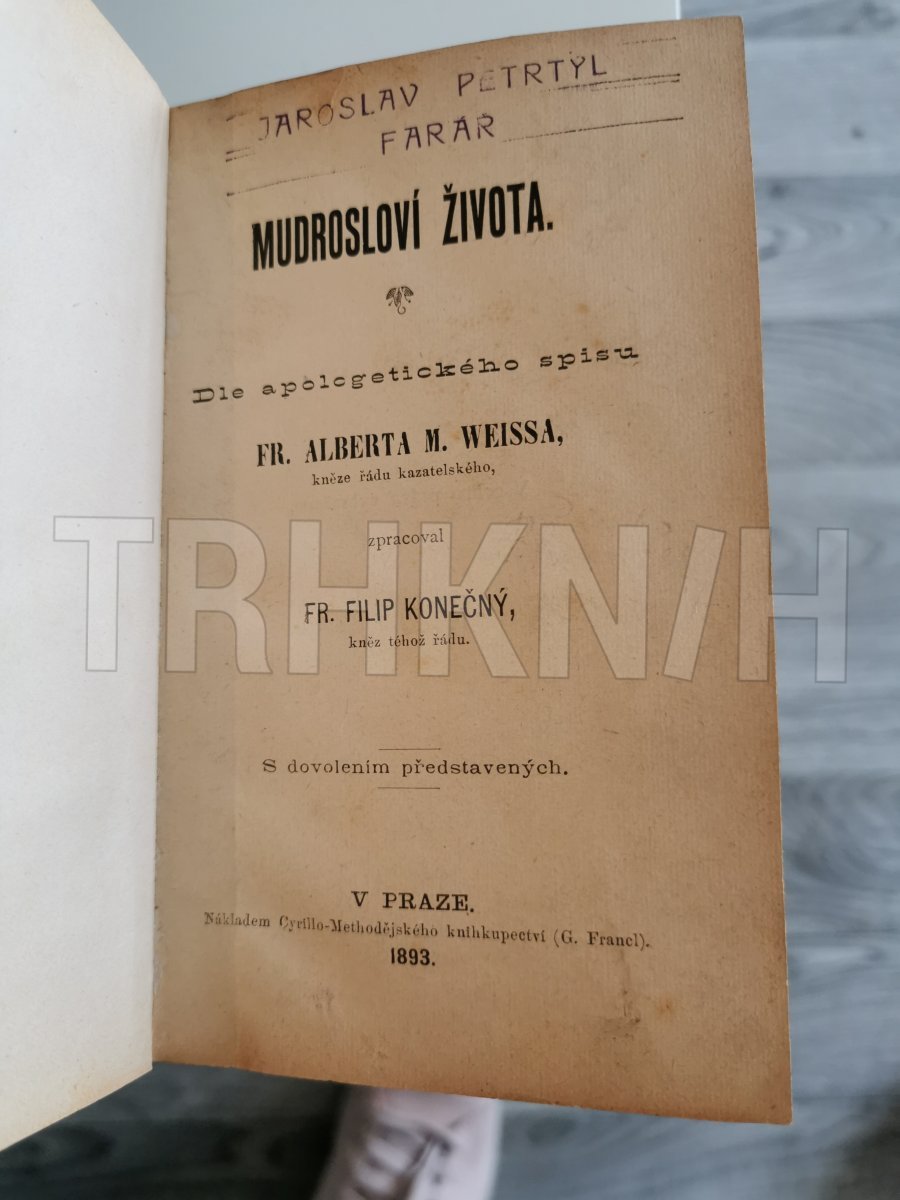 JAROSLAV PETRTÝL
FARÁŘ
MUDROSLOVÍ ŽIVOTA.
Dle apologetického spisu
FR. ALBERTA M. WEISSA,
kněze řádu kazatelského,
zpracoval
FR. FILIP KONEČNÝ,
kněz téhož řádu.
TRHKNIH
S dovolením představených.
V PRAZE.
Nákladem Cyrillo-Methodějského knihkupectví (G. Francl).
1893.